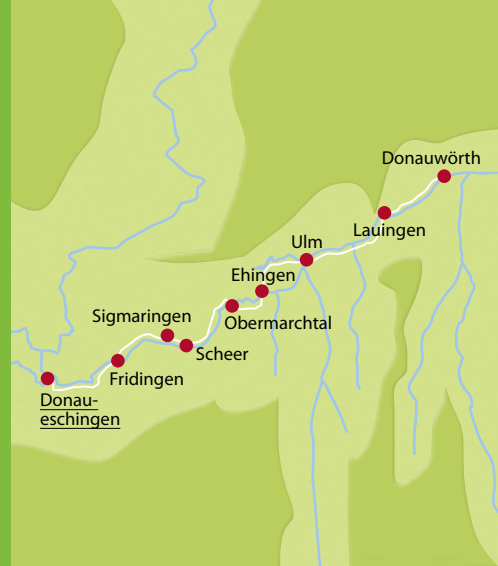 Donauwörth
Lauingen
Ulm
Ehingen
Obermarchtal
Sigmaringen
Scheer
Fridingen
Donau-
eschingen